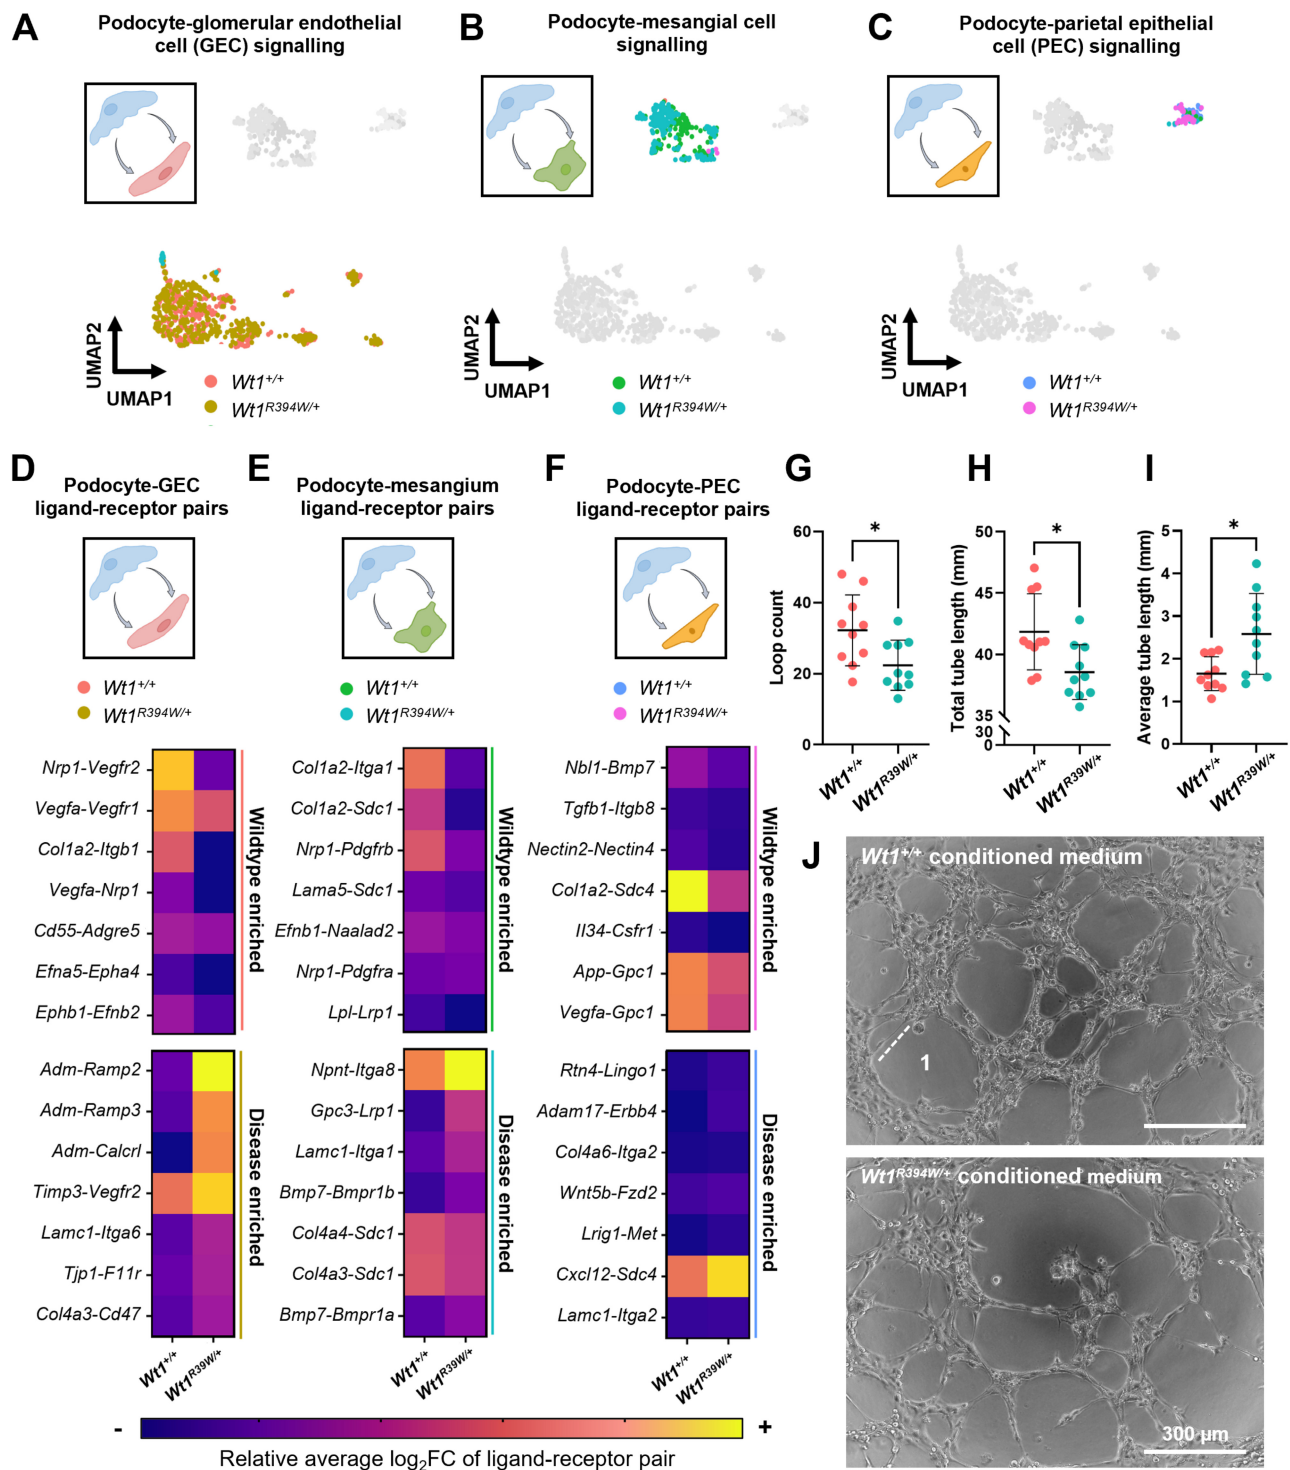 A
Podocyte-glomerular endothelial
cell (GEC) signalling
B
Podocyte-mesangial cell
signalling
C
Podocyte-parietal epithelial
cell (PEC) signalling
UMAP2
UMAP1
Wt1+/+
Wt1R394W/+
UMAP2
UMAP1
Wt1+/+
Wt1R394W/+
UMAP2
UMAP1
Wt1+/+
Wt1R394W/+
D
Podocyte-GEC
ligand-receptor pairs
Wt1+/+
Wt1R394W/+
Nrp1-Vegfr2
Vegfa-Vegfr1
Col1a2-Itgb1
Vegfa-Nrp1
Cd55-Adgre5
Efna5-Epha4
Ephb1-Efnb2
Wildtype enriched
Adm-Ramp2
Adm-Ramp3
Adm-Calcrl
Timp3-Vegfr2
Lamc1-Itga6
Tjp1-F11r
Col4a3-Cd47
Disease enriched
Wt1+/+
Wt1R39W/+
E
Podocyte-mesangium
ligand-receptor pairs
Wt1+/+
Wt1R394W/+
Col1a2-Itga1
Col1a2-Sdc1
Nrp1-Pdgfrb
Lama5-Sdc1
Efnb1-Naalad2
Nrp1-Pdgfra
Lpl-Lrp1
Wildtype enriched
Npnt-Itga8
Gpc3-Lrp1
Lamc1-Itga1
Bmp7-Bmpr1b
Col4a4-Sdc1
Col4a3-Sdc1
Bmp7-Bmpr1a
Disease enriched
Wt1+/+
Wt1R39W/+
F
Podocyte-PEC
ligand-receptor pairs
Wt1+/+
Wt1R394W/+
Nbl1-Bmp7
Tgfb1-Itgb8
Nectin2-Nectin4
Col1a2-Sdc4
Il34-Csfr1
App-Gpc1
Vegfa-Gpc1
Wildtype enriched
Rtn4-Lingo1
Adam17-Erbb4
Col4a6-Itga2
Wnt5b-Fzd2
Lrig1-Met
Cxcl12-Sdc4
Lamc1-Itga2
Disease enriched
Wt1+/+
Wt1R39W/+
-
+
Relative average log2FC of ligand-receptor pair
G
Loop count
60
40
20
0
*
Wt1+/+
Wt1R39W/+
H
Total tube length (mm)
50
45
40
35
30
0
*
Wt1+/+
Wt1R39W/+
I
Average tube length (mm)
5
4
3
2
1
0
*
Wt1+/+
Wt1R39W/+
J
Wt1+/+ conditioned medium
1
Wt1R394W/+ conditioned medium
300 µm